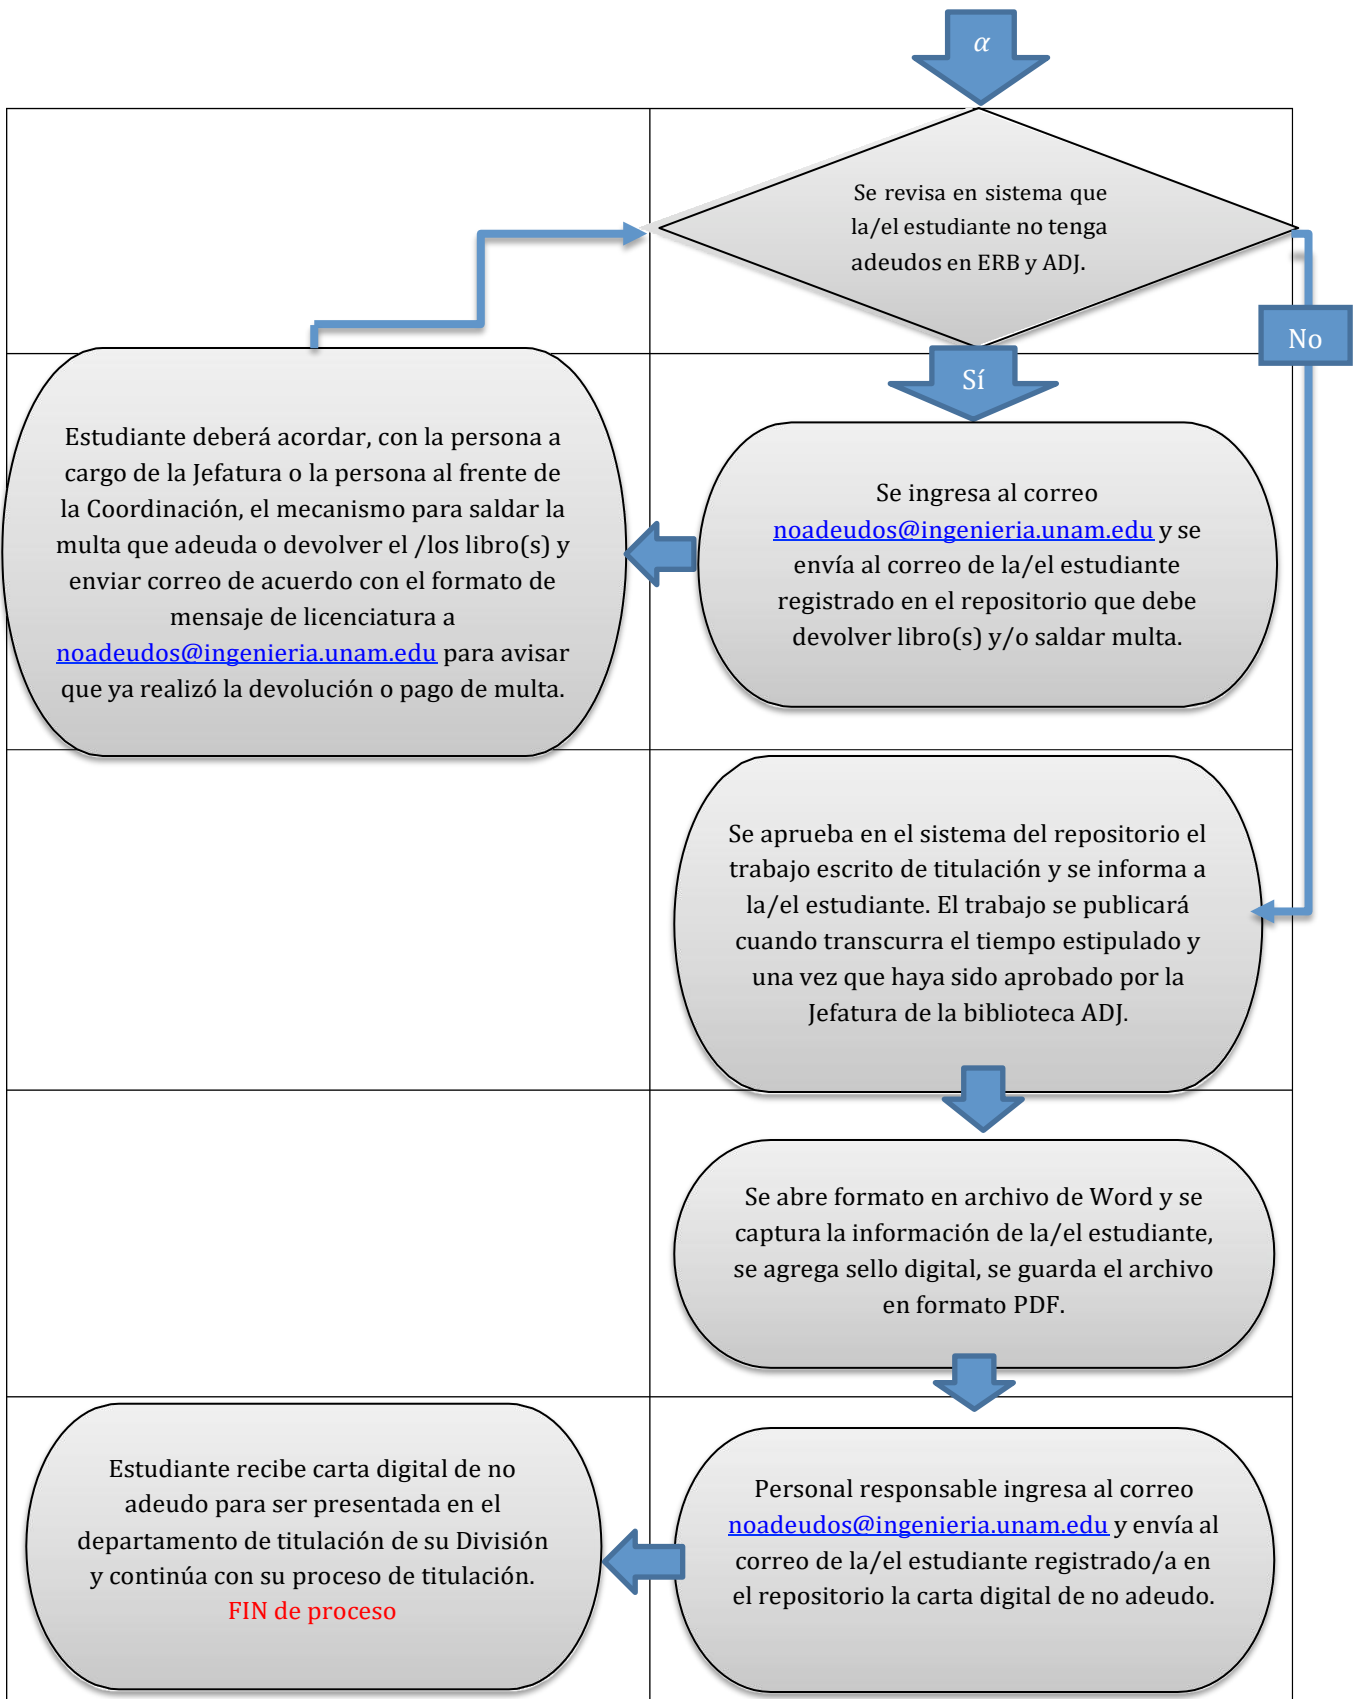 α
Se revisa en sistema que
la/el estudiante no tenga
adeudos en ERB y ADJ.
No
Sí
Se ingresa al correo
noadeudos@ingenieria.unam.edu y se
envía al correo de la/el estudiante
registrado en el repositorio que debe
devolver libro(s) y/o saldar multa.
Estudiante deberá acordar, con la persona a
cargo de la Jefatura o la persona al frente de
la Coordinación, el mecanismo para saldar la
multa que adeuda o devolver el /los libro(s) y
enviar correo de acuerdo con el formato de
mensaje de licenciatura a
noadeudos@ingenieria.unam.edu para avisar
que ya realizó la devolución o pago de multa.
Se aprueba en el sistema del repositorio el
trabajo escrito de titulación y se informa a
la/el estudiante. El trabajo se publicará
cuando transcurra el tiempo estipulado y
una vez que haya sido aprobado por la
Jefatura de la biblioteca ADJ.
Se abre formato en archivo de Word y se
captura la información de la/el estudiante,
se agrega sello digital, se guarda el archivo
en formato PDF.
Personal responsable ingresa al correo
noadeudos@ingenieria.unam.edu y envía al
correo de la/el estudiante registrado/a en
el repositorio la carta digital de no adeudo.
Estudiante recibe carta digital de no
adeudo para ser presentada en el
departamento de titulación de su División
y continúa con su proceso de titulación.
FIN de proceso